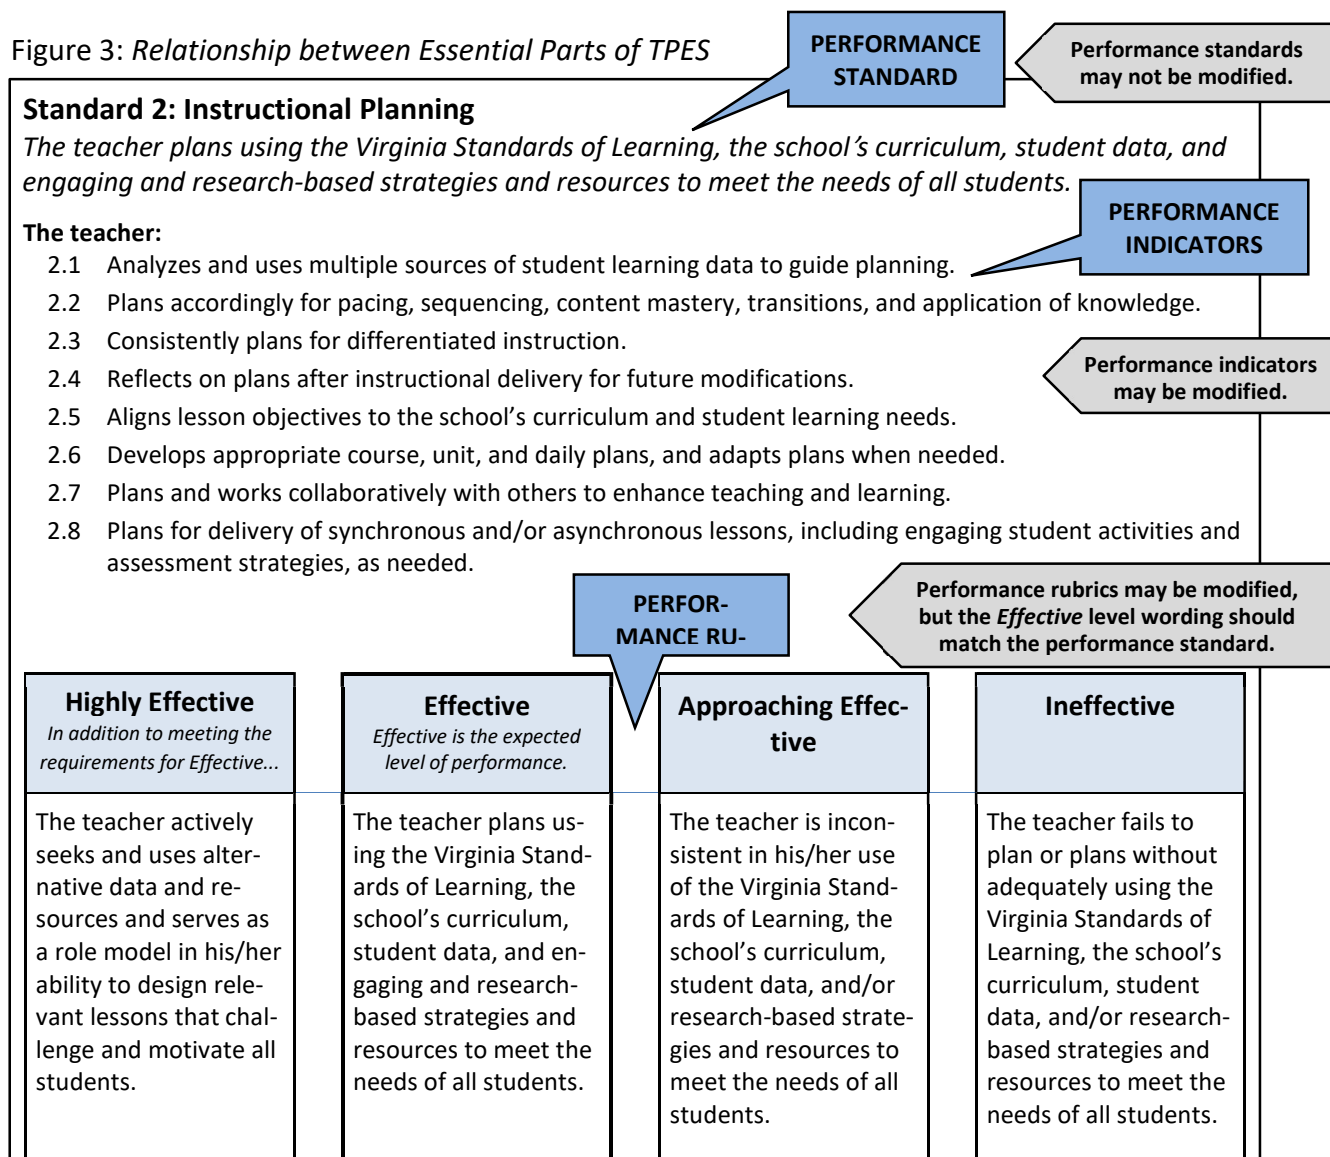 Figure 3: Relationship between Essential Parts of TPES
PERFORMANCE
STANDARD
Performance standards
may not be modified.
Standard 2: Instructional Planning
The teacher plans using the Virginia Standards of Learning, the school’s curriculum, student data, and
engaging and research-based strategies and resources to meet the needs of all students.
PERFORMANCE
INDICATORS
The teacher:
2.1 Analyzes and uses multiple sources of student learning data to guide planning.
2.2 Plans accordingly for pacing, sequencing, content mastery, transitions, and application of knowledge.
2.3 Consistently plans for differentiated instruction.
Performance indicators
may be modified.
2.4 Reflects on plans after instructional delivery for future modifications.
2.5 Aligns lesson objectives to the school’s curriculum and student learning needs.
2.6 Develops appropriate course, unit, and daily plans, and adapts plans when needed.
2.7 Plans and works collaboratively with others to enhance teaching and learning.
2.8 Plans for delivery of synchronous and/or asynchronous lessons, including engaging student activities and
assessment strategies, as needed.
PERFOR-
MANCE RU-
Performance rubrics may be modified,
but the Effective level wording should
match the performance standard.
Highly Effective
In addition to meeting the
requirements for Effective...
Effective
Effective is the expected
level of performance.
Approaching Effec-
tive
Ineffective
The teacher actively
seeks and uses alter-
native data and re-
sources and serves as
a role model in his/her
ability to design rele-
vant lessons that chal-
lenge and motivate all
students.
The teacher plans us-
ing the Virginia Stand-
ards of Learning, the
school’s curriculum,
student data, and en-
gaging and research-
based strategies and
resources to meet the
needs of all students.
The teacher is incon-
sistent in his/her use
of the Virginia Stand-
ards of Learning, the
school’s curriculum,
student data, and/or
research-based strate-
gies and resources to
meet the needs of all
students.
The teacher fails to
plan or plans without
adequately using the
Virginia Standards of
Learning, the school’s
curriculum, student
data, and/or research-
based strategies and
resources to meet the
needs of all students.